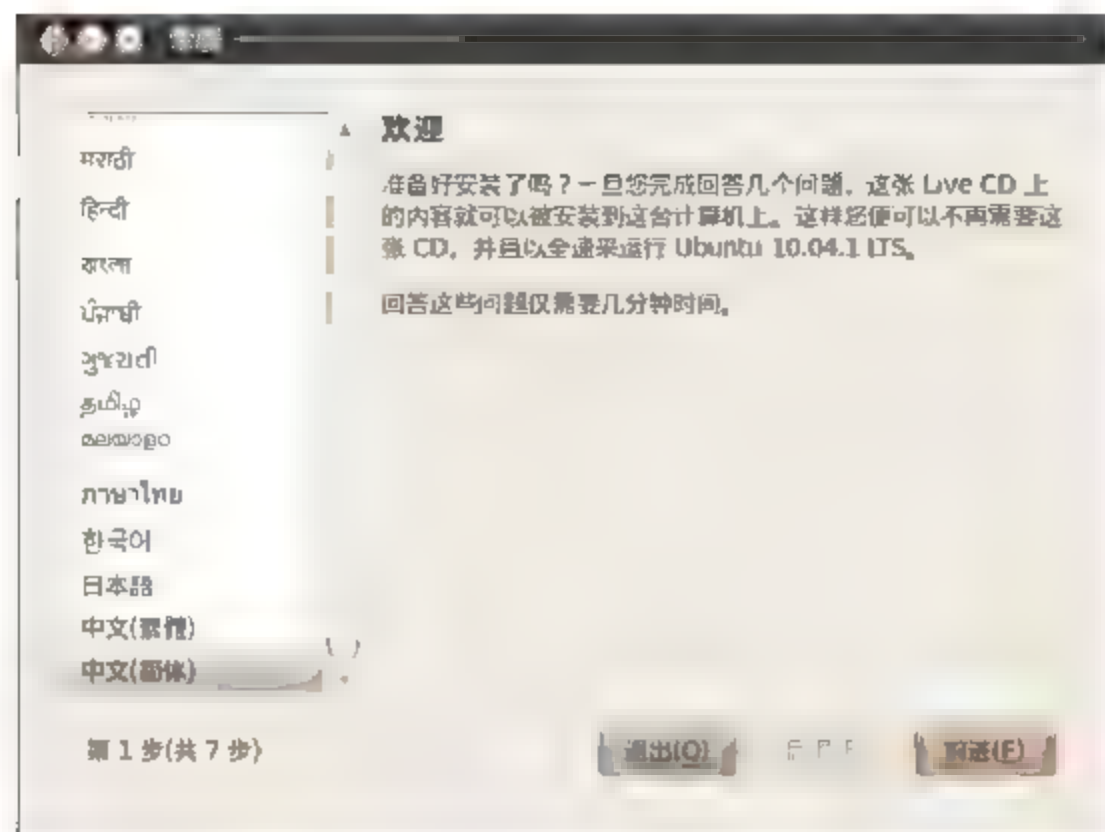 安装
मराठी
हिन्दी
বাংলা
ਪੰਜਾਬੀ
ગુજરાતી
தமிழ்
മലയാളം
ภาษาไทย
한국어
日本語
中文(繁體)
中文(简体)
欢迎
准备好安装了吗？一旦您完成回答几个问题，这张 Live CD 上
的内容就可以被安装到这台计算机上。这样您便可以不再需要这
张 CD，并且以全速来运行 Ubuntu 10.04.1 LTS。
回答这些问题仅需要几分钟时间。
第 1 步(共 7 步)
退出(Q)
前进(F)